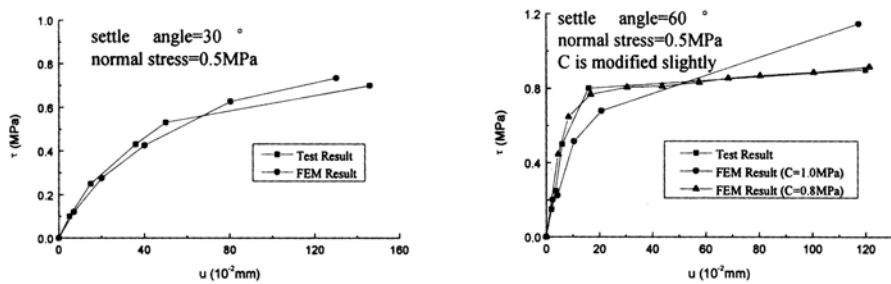 settle angle=30 °
normal stress=0.5MPa
1.0
0.8
0.6
0.4
0.2
0.0
τ (MPa)
Test Result
FEM Result
0
40
80
120
160
u (10⁻²mm)
settle angle=60 °
normal stress=0.5MPa
C is modified slightly
1.2
0.8
0.4
0.0
τ (MPa)
Test Result
FEM Result (C=1.0MPa)
FEM Result (C=0.8MPa)
0
20
40
60
80
100
120
u (10⁻²mm)